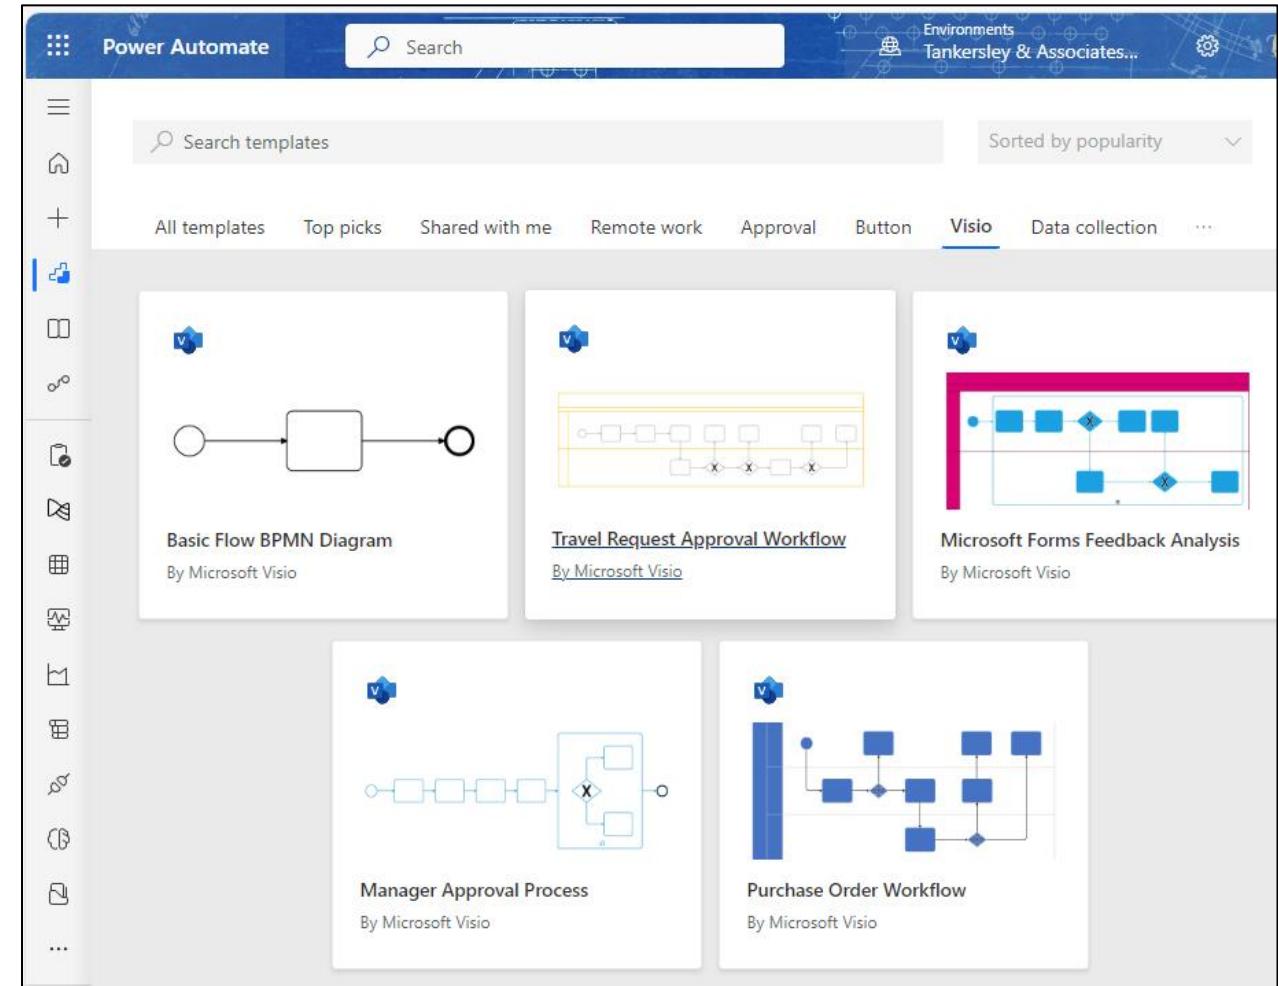 Power Automate
Search
Environments
Tankersley & Associates...
Search templates
Sorted by popularity
All templates
Top picks
Shared with me
Remote work
Approval
Button
Visio
Data collection
...
V
V
V
X
X
X
X
X
Basic Flow BPMN Diagram
By Microsoft Visio
Travel Request Approval Workflow
By Microsoft Visio
Microsoft Forms Feedback Analysis
By Microsoft Visio
V
V
X
Manager Approval Process
By Microsoft Visio
Purchase Order Workflow
By Microsoft Visio